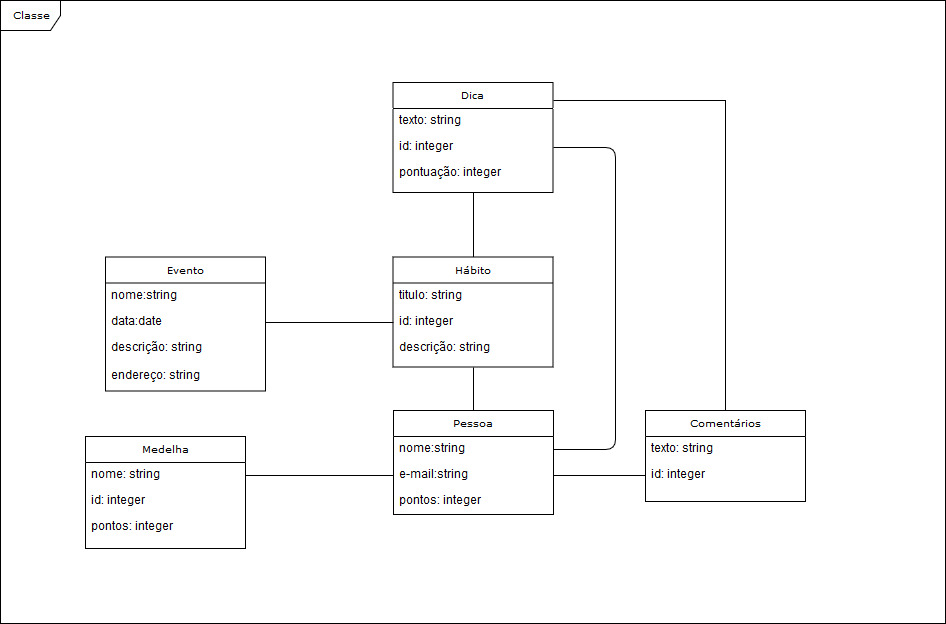 Classe
Dica
texto: string
id: integer
pontuação: integer
Evento
nome:string
data:date
descrição: string
endereço: string
Hábito
titulo: string
id: integer
descrição: string
Medelha
nome: string
id: integer
pontos: integer
Pessoa
nome:string
e-mail:string
pontos: integer
Comentários
texto: string
id: integer